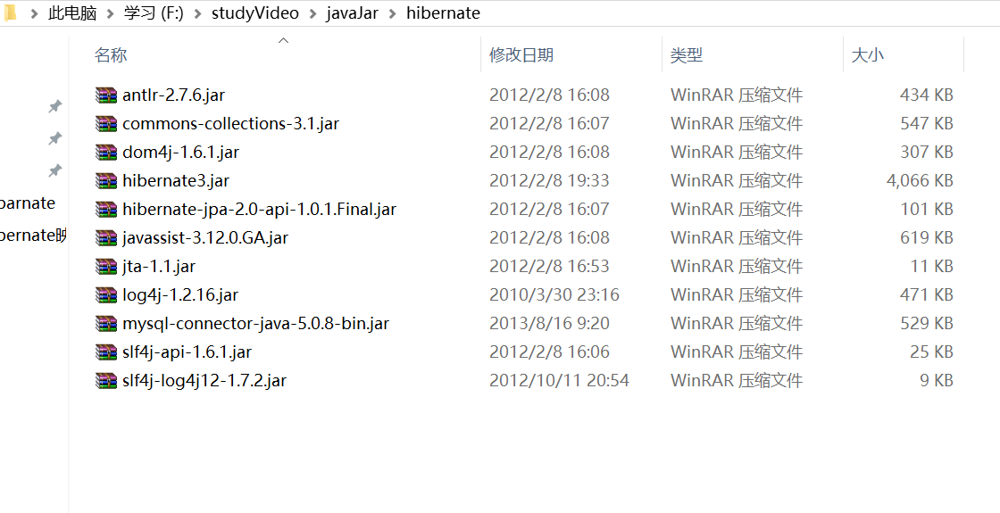 此电脑 学习 (F:) studyVideo javaJar hibernate
名称 修改日期 类型 大小
antlr-2.7.6.jar 2012/2/8 16:08 WinRAR 压缩文件 434 KB
commons-collections-3.1.jar 2012/2/8 16:07 WinRAR 压缩文件 547 KB
dom4j-1.6.1.jar 2012/2/8 16:08 WinRAR 压缩文件 307 KB
hibernate3.jar 2012/2/8 19:33 WinRAR 压缩文件 4,066 KB
barnate hibernate-jpa-2.0-api-1.0.1.Final.jar 2012/2/8 16:07 WinRAR 压缩文件 101 KB
bernate映 javassist-3.12.0.GA.jar 2012/2/8 16:08 WinRAR 压缩文件 619 KB
jta-1.1.jar 2012/2/8 16:53 WinRAR 压缩文件 11 KB
log4j-1.2.16.jar 2010/3/30 23:16 WinRAR 压缩文件 471 KB
mysql-connector-java-5.0.8-bin.jar 2013/8/16 9:20 WinRAR 压缩文件 529 KB
slf4j-api-1.6.1.jar 2012/2/8 16:06 WinRAR 压缩文件 25 KB
slf4j-log4j12-1.7.2.jar 2012/10/11 20:54 WinRAR 压缩文件 9 KB